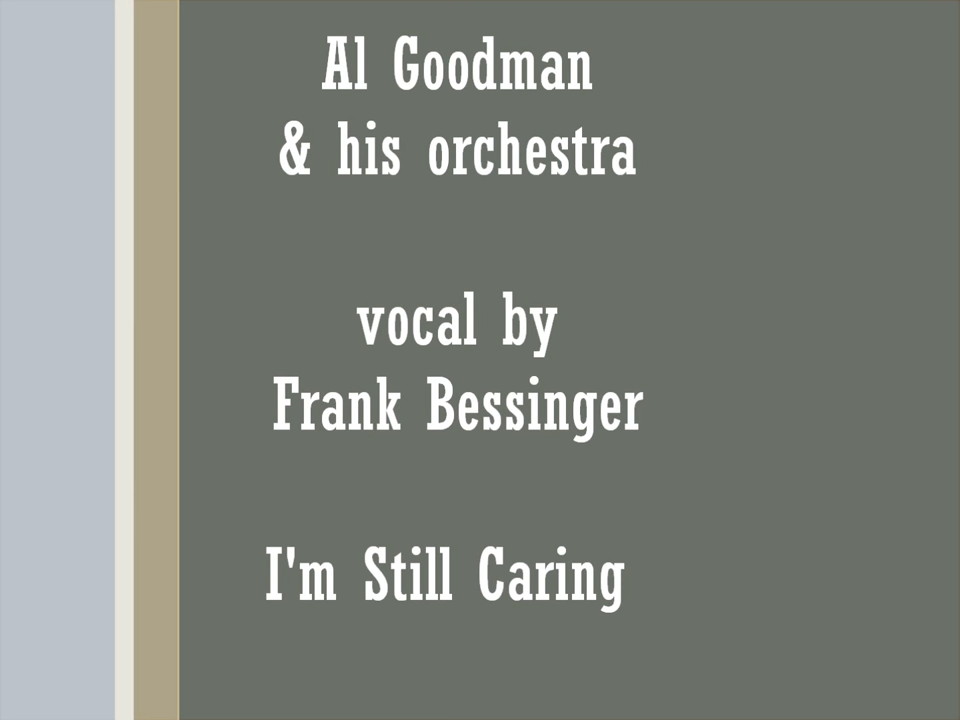 Al Goodman
& his orchestra
vocal by
Frank Bessinger
I'm Still Caring